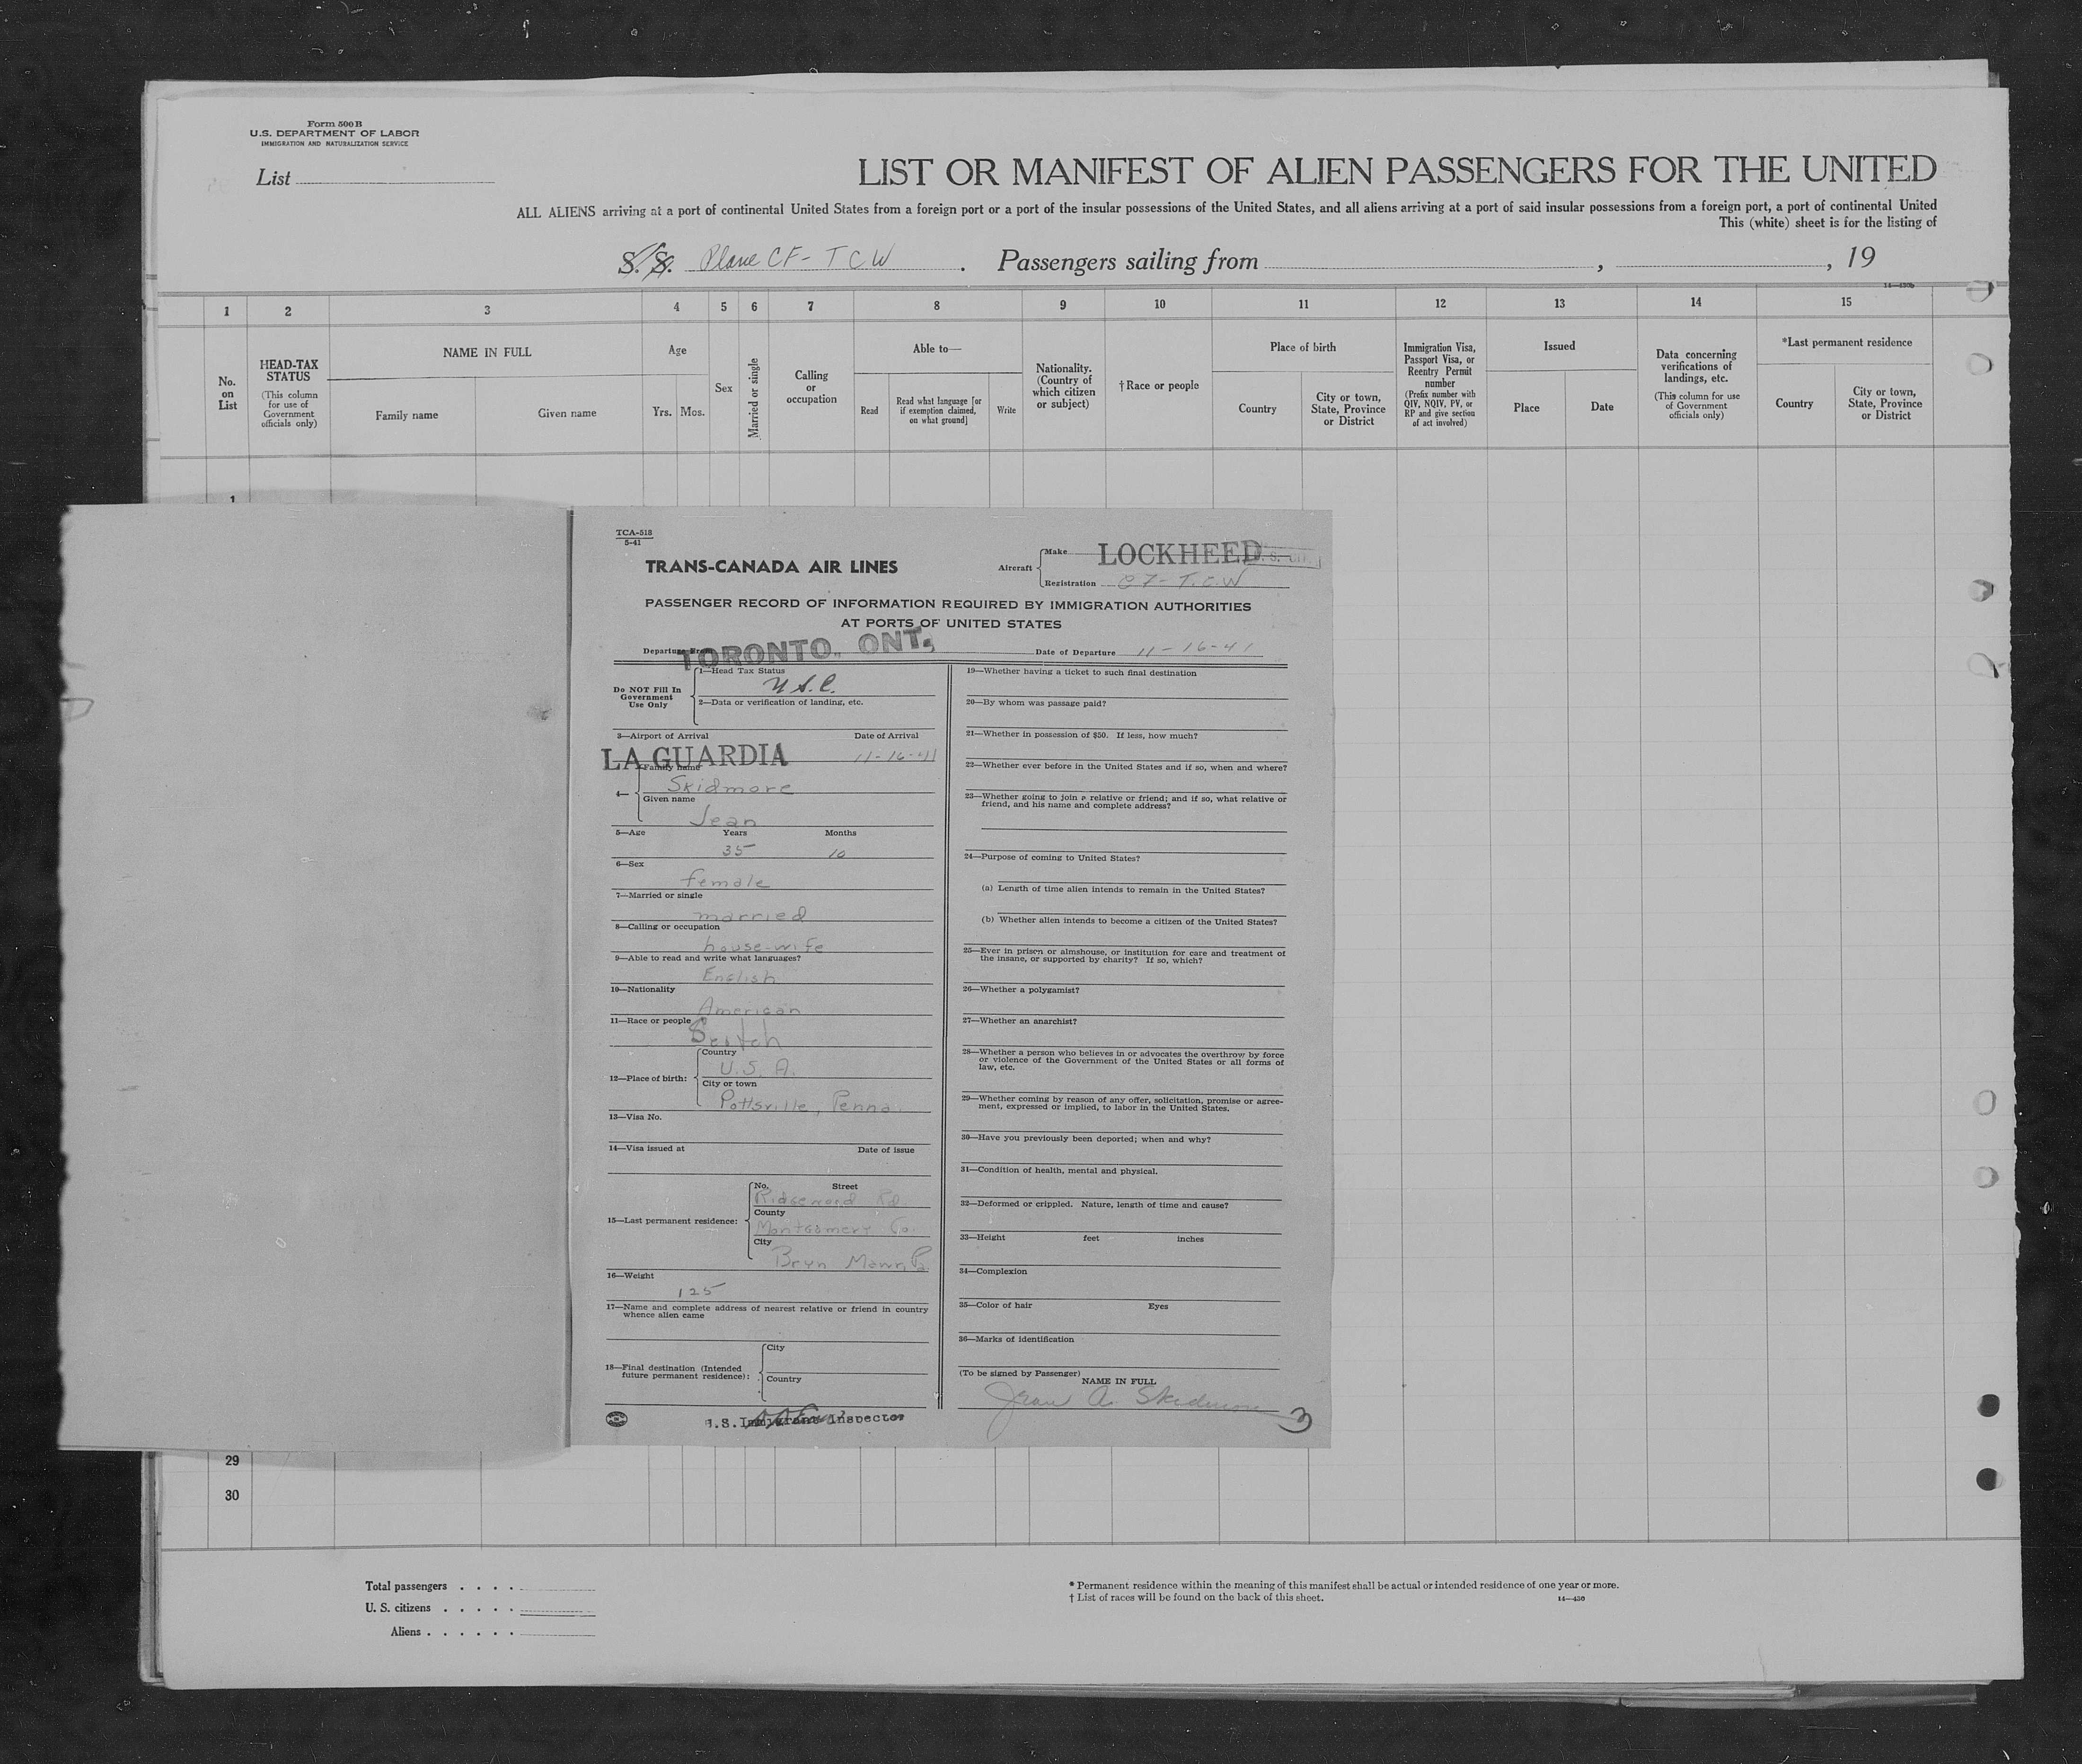 Form 500 B
U.S. DEPARTMENT OF LABOR
IMMIGRATION AND NATURALIZATION SERVICE
List
LIST OR MANIFEST OF ALIEN PASSENGERS FOR THE UNITED
ALL ALIENS arriving at a port of continental United States from a foreign port or a port of the insular possessions of the United States, and all aliens arriving at a port of said insular possessions from a foreign port, a port of continental United
This (white) sheet is for the listing of
S. S. Plane CF-TCW. Passengers sailing from , , 19
14—430b
1 2 3 4 5 6 7 8 9 10 11 12 13 14 15
No. on List
HEAD-TAX STATUS
(This column for use of Government officials only)
NAME IN FULL
Family name Given name
Age
Yrs. Mos.
Sex
Married or single
Calling or occupation
Able to—
Read
Read what language [or if exemption claimed, on what ground]
Write
Nationality. (Country of which citizen or subject)
† Race or people
Place of birth
Country
City or town, State, Province or District
Immigration Visa, Passport Visa, or Reentry Permit number
(Prefix number with QIV, NQIV, PV, or RP and give section of act involved)
Issued
Place Date
Data concerning verifications of landings, etc.
(This column for use of Government officials only)
*Last permanent residence
Country
City or town, State, Province or District
1
TCA-518
5-41
TRANS-CANADA AIR LINES
Aircraft
Make LOCKHEED
Registration CF-T.C.W
PASSENGER RECORD OF INFORMATION REQUIRED BY IMMIGRATION AUTHORITIES
AT PORTS OF UNITED STATES
Departure From TORONTO, ONT.
Date of Departure 11-16-41
Do NOT Fill In Government Use Only
1—Head Tax Status
U.S.C.
2—Data or verification of landing, etc.
3—Airport of Arrival Date of Arrival
LA GUARDIA 11-16-41
4—
Family name
Skidmore
Given name
Jean
5—Age Years Months
35 10
6—Sex
female
7—Married or single
married
8—Calling or occupation
house-wife
9—Able to read and write what languages?
English
10—Nationality
American
11—Race or people
Scotch
12—Place of birth:
Country
U.S.A.
City or town
Pottsville, Penna.
13—Visa No.
14—Visa issued at Date of issue
15—Last permanent residence:
No. Street
Ridgewood Rd
County
Montgomery Co.
City
Bryn Mawr Pa
16—Weight
125
17—Name and complete address of nearest relative or friend in country
whence alien came
18—Final destination (Intended
future permanent residence):
City
Country
U.S. Immigrant Inspector
19—Whether having a ticket to such final destination
20—By whom was passage paid?
21—Whether in possession of $50. If less, how much?
22—Whether ever before in the United States and if so, when and where?
23—Whether going to join a relative or friend; and if so, what relative or
friend, and his name and complete address?
24—Purpose of coming to United States?
(a) Length of time alien intends to remain in the United States?
(b) Whether alien intends to become a citizen of the United States?
25—Ever in prison or almshouse, or institution for care and treatment of
the insane, or supported by charity? If so, which?
26—Whether a polygamist?
27—Whether an anarchist?
28—Whether a person who believes in or advocates the overthrow by force
or violence of the Government of the United States or all forms of
law, etc.
29—Whether coming by reason of any offer, solicitation, promise or agree-
ment, expressed or implied, to labor in the United States.
30—Have you previously been deported; when and why?
31—Condition of health, mental and physical.
32—Deformed or crippled. Nature, length of time and cause?
33—Height feet inches
34—Complexion
35—Color of hair Eyes
36—Marks of identification
(To be signed by Passenger)
NAME IN FULL
Jean A. Skidmore
3
29
30
Total passengers . . . .
U. S. citizens . . . . .
Aliens . . . . . .
* Permanent residence within the meaning of this manifest shall be actual or intended residence of one year or more.
† List of races will be found on the back of this sheet.
14—430